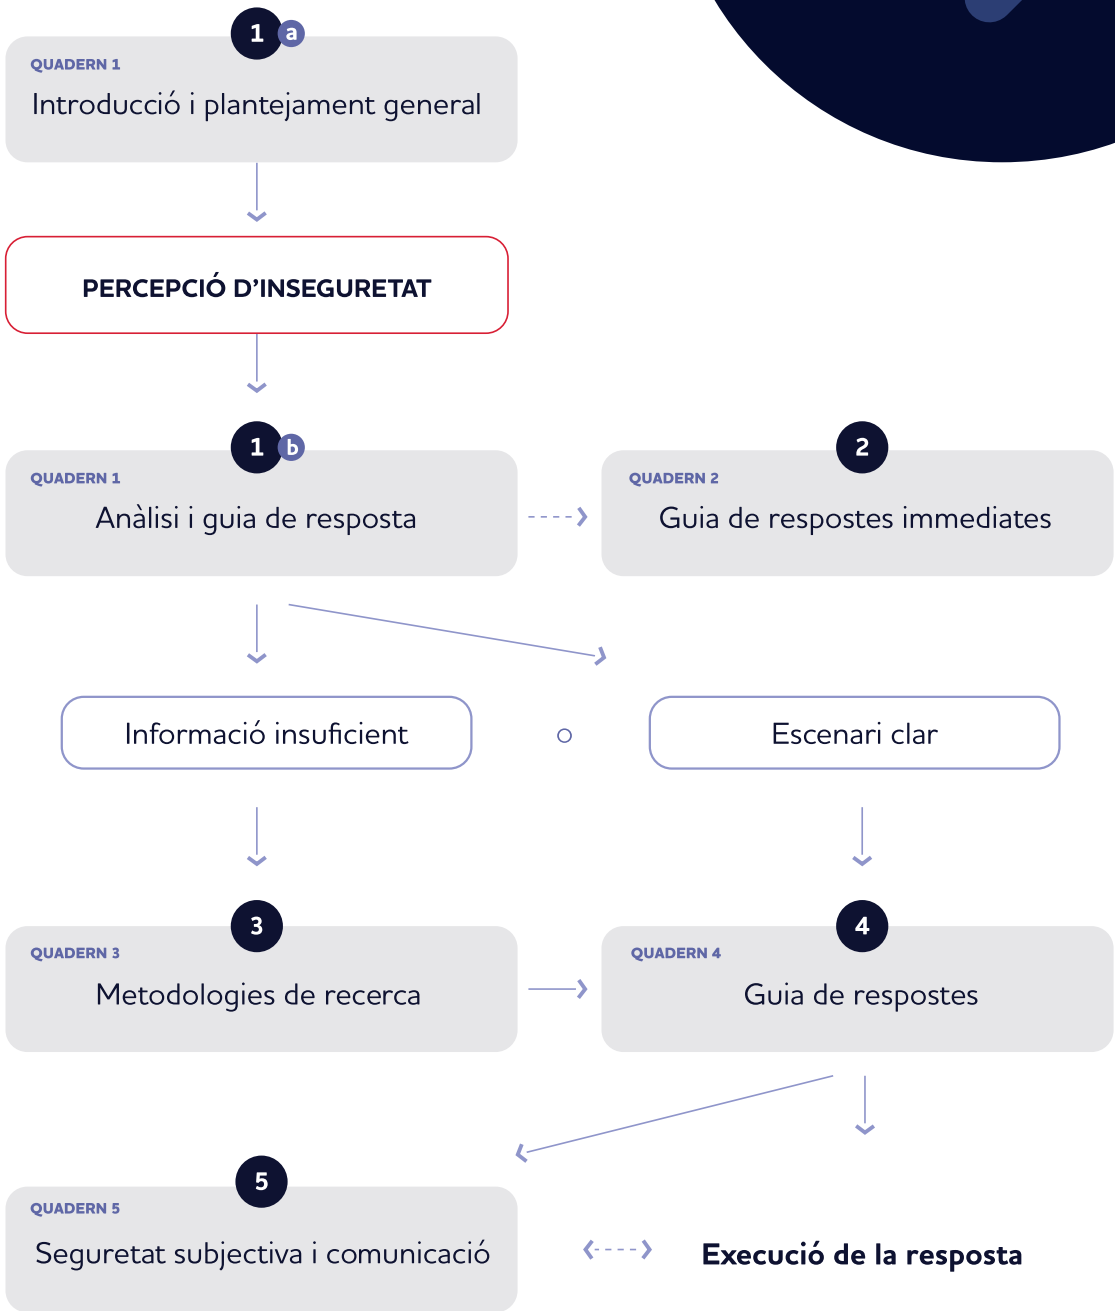 1 a
QUADERN 1
Introducció i plantejament general
PERCEPCIÓ D’INSEGURETAT
1 b
QUADERN 1
Anàlisi i guia de resposta
2
QUADERN 2
Guia de respostes immediates
Informació insuficient
o
Escenari clar
3
QUADERN 3
Metodologies de recerca
4
QUADERN 4
Guia de respostes
5
QUADERN 5
Seguretat subjectiva i comunicació
Execució de la resposta